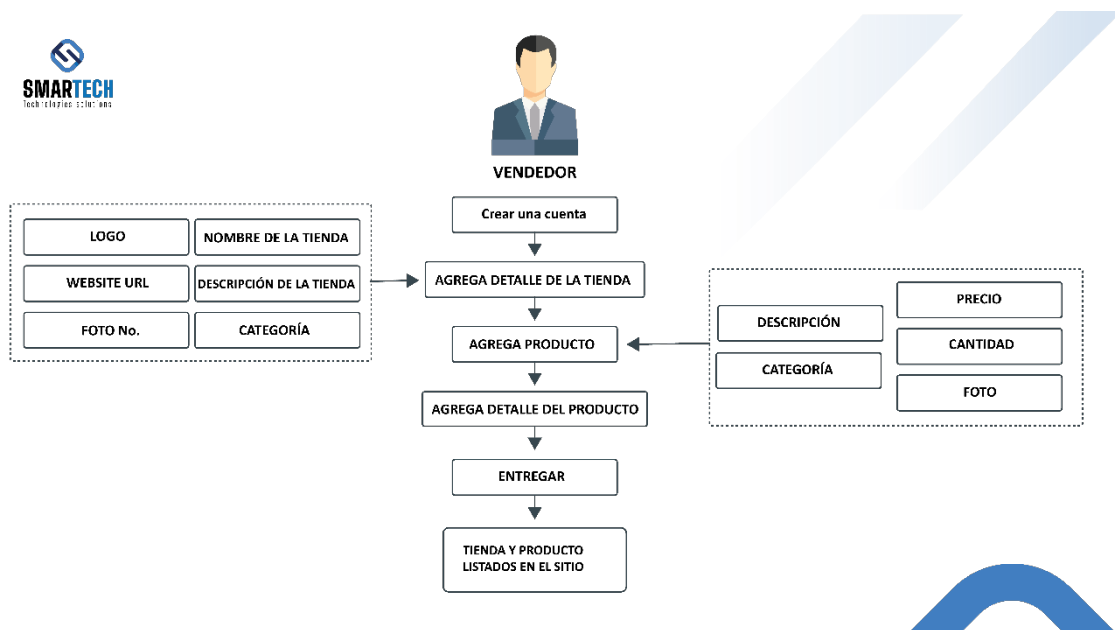 SMARTECH
Technologies solutions
VENDEDOR
Crear una cuenta
LOGO
NOMBRE DE LA TIENDA
WEBSITE URL
DESCRIPCIÓN DE LA TIENDA
FOTO No.
CATEGORÍA
AGREGA DETALLE DE LA TIENDA
AGREGA PRODUCTO
DESCRIPCIÓN
CATEGORÍA
PRECIO
CANTIDAD
FOTO
AGREGA DETALLE DEL PRODUCTO
ENTREGAR
TIENDA Y PRODUCTO
LISTADOS EN EL SITIO